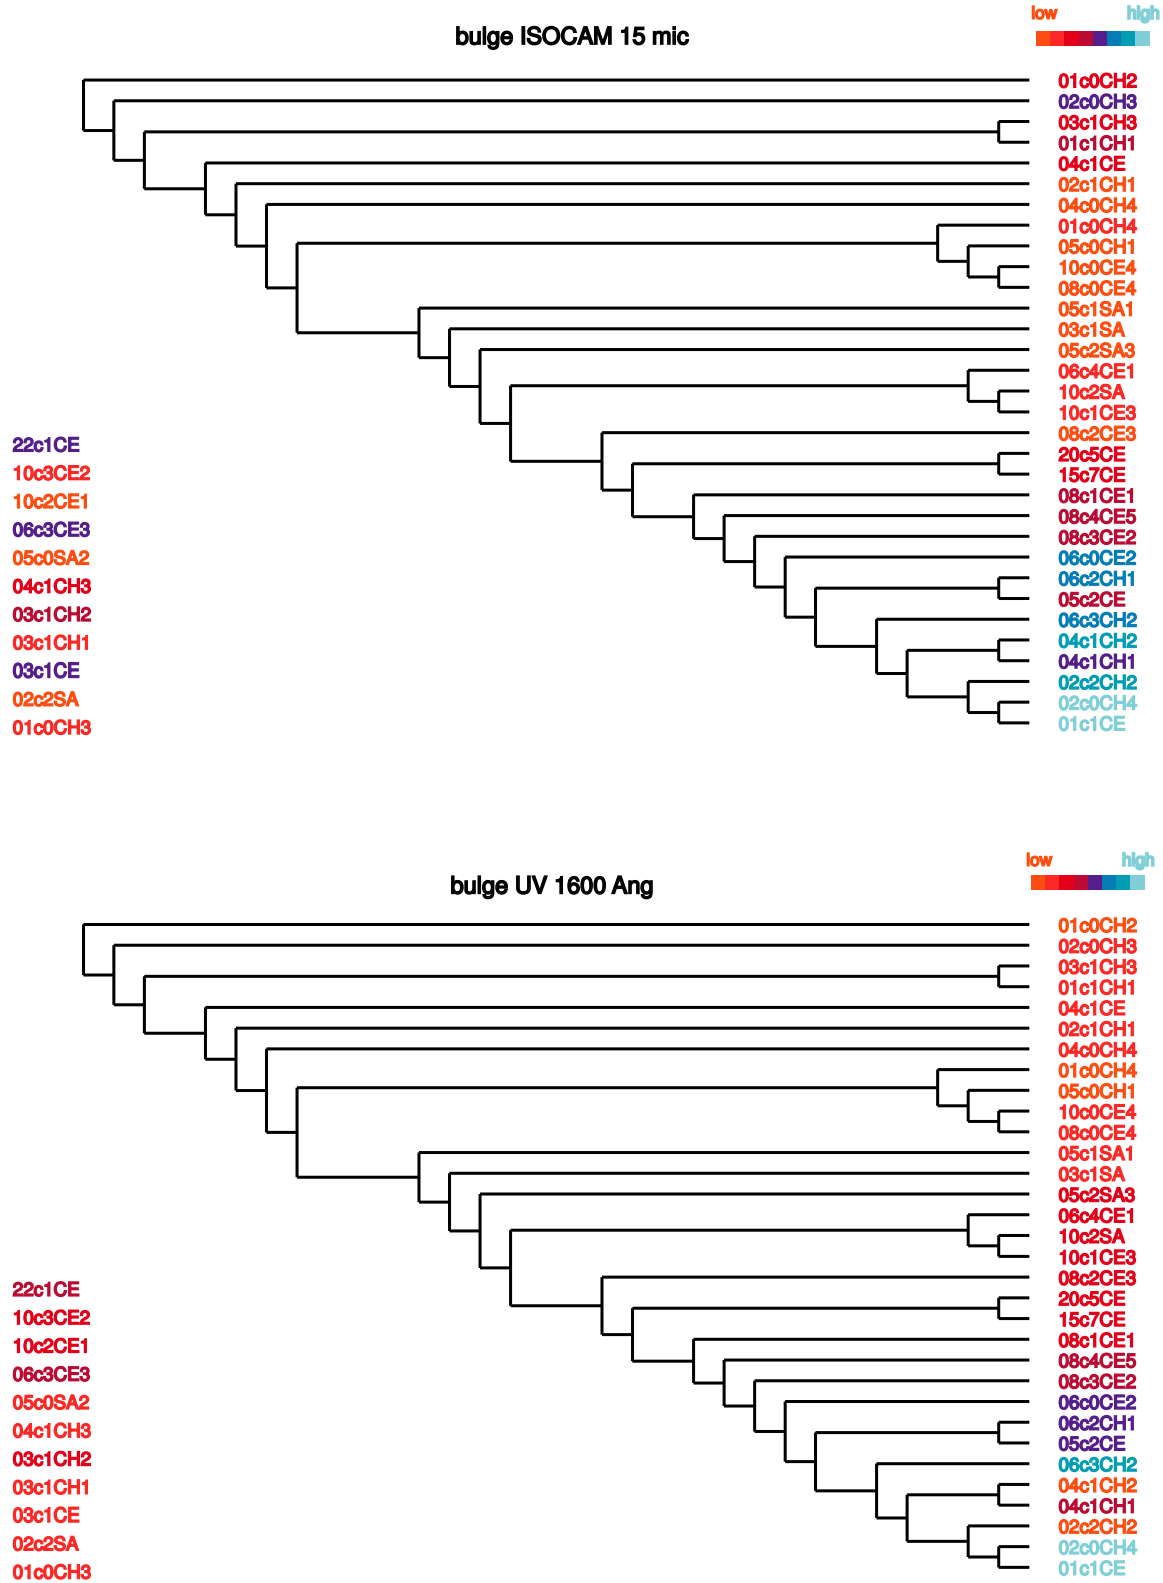 low high
bulge ISOCAM 15 mic
01c0CH2
02c0CH3
03c1CH3
01c1CH1
04c1CE
02c1CH1
04c0CH4
01c0CH4
05c0CH1
10c0CE4
08c0CE4
05c1SA1
03c1SA
05c2SA3
06c4CE1
10c2SA
10c1CE3
08c2CE3
20c5CE
15c7CE
08c1CE1
08c4CE5
08c3CE2
06c0CE2
06c2CH1
05c2CE
06c3CH2
04c1CH2
04c1CH1
02c2CH2
02c0CH4
01c1CE
22c1CE
10c3CE2
10c2CE1
06c3CE3
05c0SA2
04c1CH3
03c1CH2
03c1CH1
03c1CE
02c2SA
01c0CH3
low high
bulge UV 1600 Ang
01c0CH2
02c0CH3
03c1CH3
01c1CH1
04c1CE
02c1CH1
04c0CH4
01c0CH4
05c0CH1
10c0CE4
08c0CE4
05c1SA1
03c1SA
05c2SA3
06c4CE1
10c2SA
10c1CE3
08c2CE3
20c5CE
15c7CE
08c1CE1
08c4CE5
08c3CE2
06c0CE2
06c2CH1
05c2CE
06c3CH2
04c1CH2
04c1CH1
02c2CH2
02c0CH4
01c1CE
22c1CE
10c3CE2
10c2CE1
06c3CE3
05c0SA2
04c1CH3
03c1CH2
03c1CH1
03c1CE
02c2SA
01c0CH3